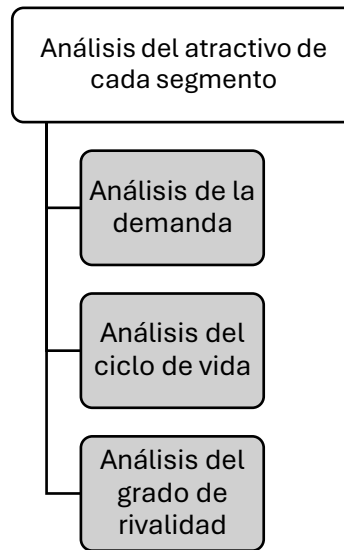 Análisis del atractivo de
cada segmento
Análisis de la
demanda
Análisis del
ciclo de vida
Análisis del
grado de
rivalidad